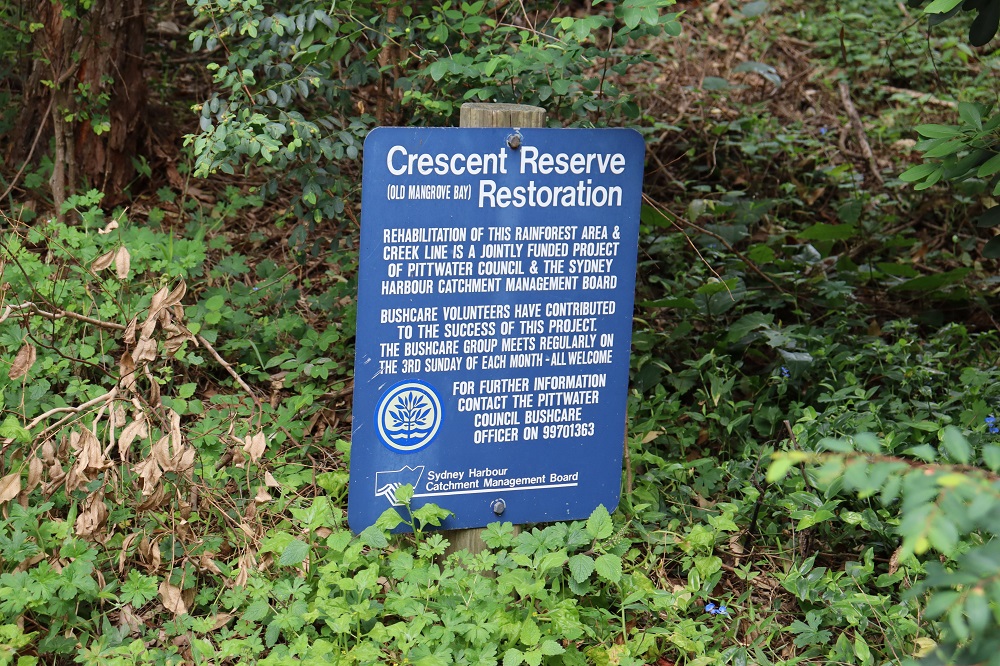 Crescent Reserve
(OLD MANGROVE BAY) Restoration
REHABILITATION OF THIS RAINFOREST AREA &
CREEK LINE IS A JOINTLY FUNDED PROJECT
OF PITTWATER COUNCIL & THE SYDNEY
HARBOUR CATCHMENT MANAGEMENT BOARD
BUSHCARE VOLUNTEERS HAVE CONTRIBUTED
TO THE SUCCESS OF THIS PROJECT.
THE BUSHCARE GROUP MEETS REGULARLY ON
THE 3RD SUNDAY OF EACH MONTH - ALL WELCOME
FOR FURTHER INFORMATION
CONTACT THE PITTWATER
COUNCIL BUSHCARE
OFFICER ON 99701363
Sydney Harbour
Catchment Management Board